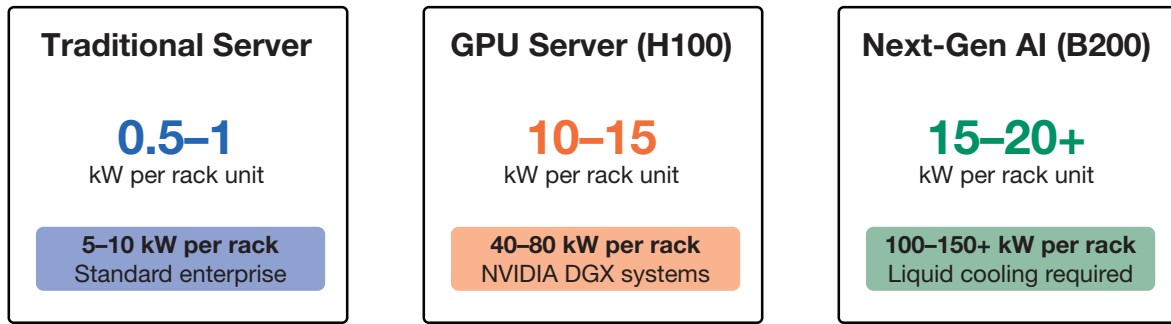 Traditional Server
0.5–1
kW per rack unit
5–10 kW per rack
Standard enterprise
GPU Server (H100)
10–15
kW per rack unit
40–80 kW per rack
NVIDIA DGX systems
Next-Gen AI (B200)
15–20+
kW per rack unit
100–150+ kW per rack
Liquid cooling required